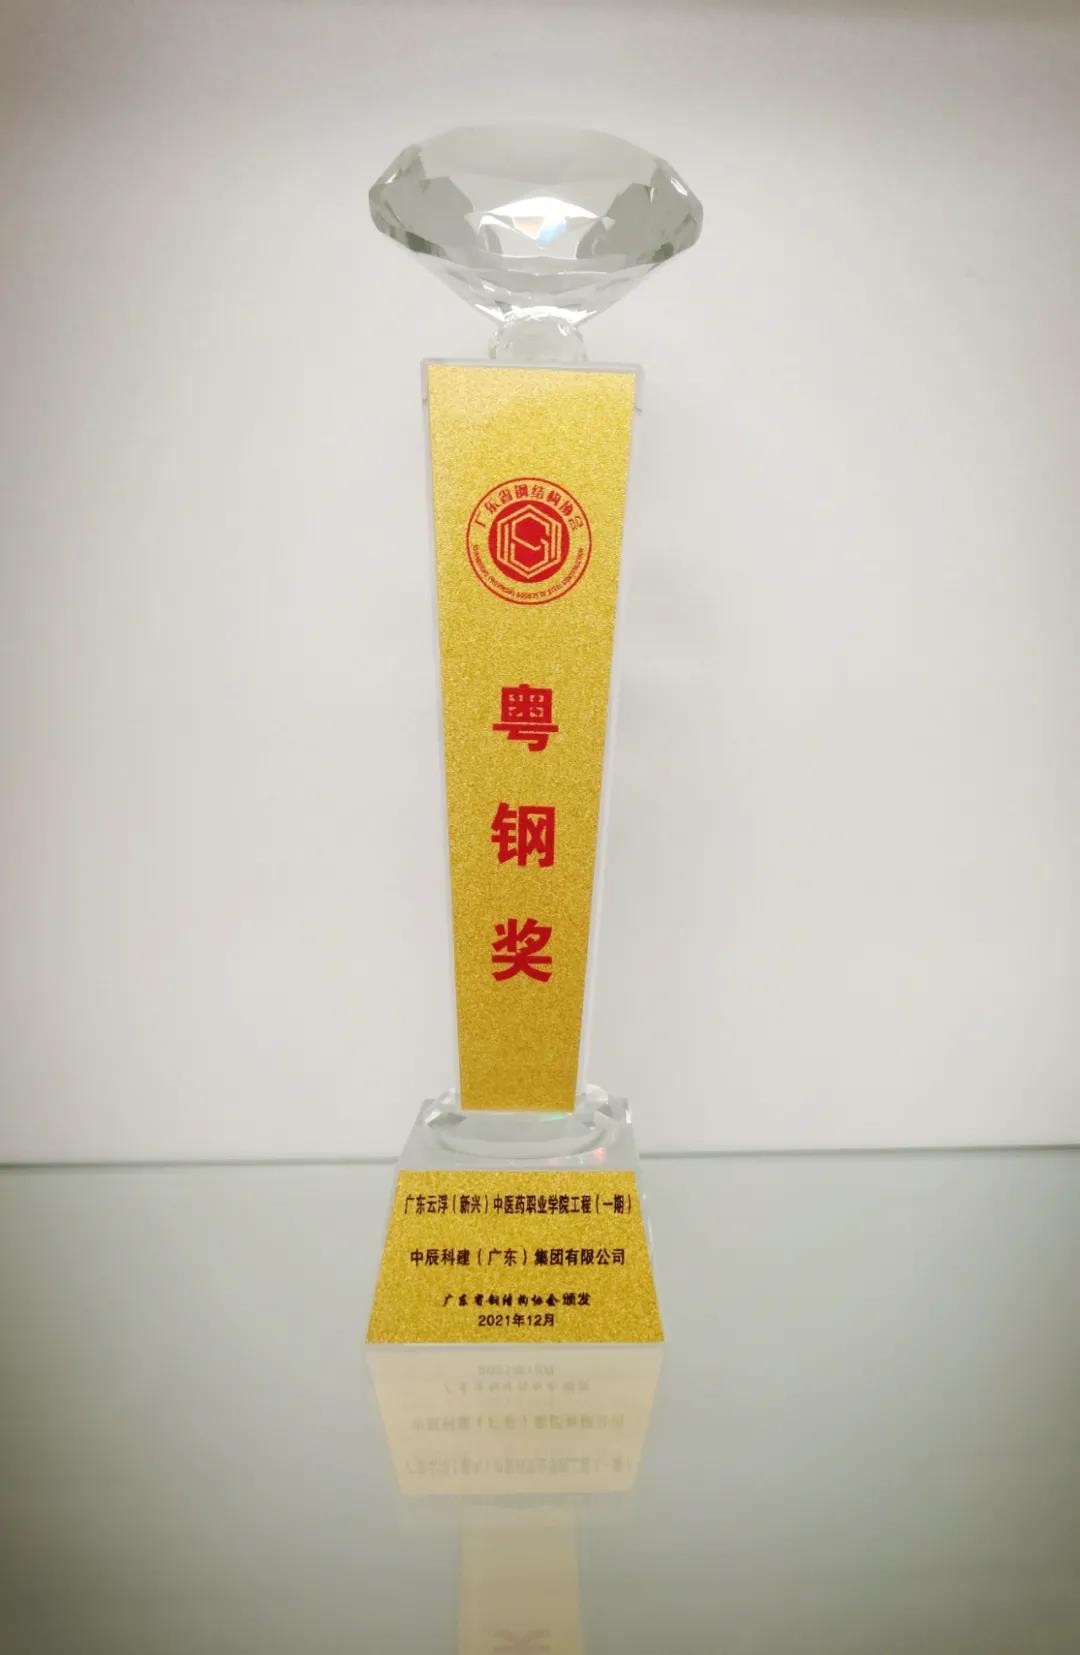 广东省钢结构协会
粤
钢
奖
广东云浮（新兴）中医药职业学院工程（一期）
中辰科建（广东）集团有限公司
广东省钢结构协会颁发
2021年12月